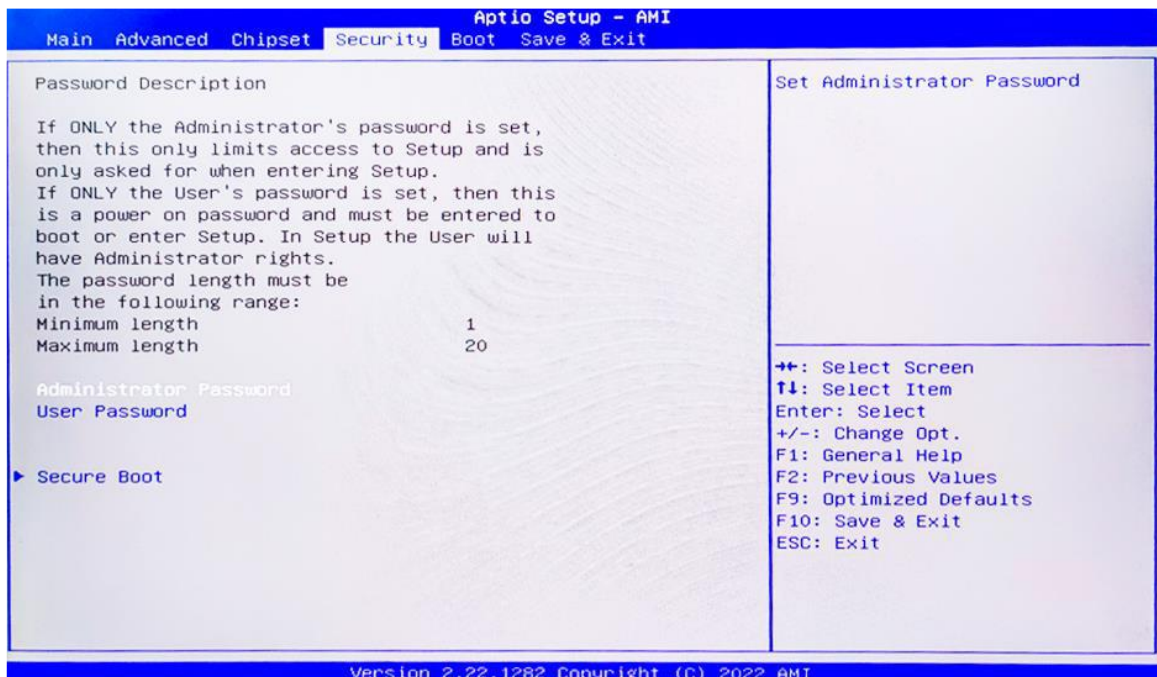 Aptio Setup - AMI
Main Advanced Chipset Security Boot Save & Exit
Password Description
If ONLY the Administrator's password is set,
then this only limits access to Setup and is
only asked for when entering Setup.
If ONLY the User's password is set, then this
is a power on password and must be entered to
boot or enter Setup. In Setup the User will
have Administrator rights.
The password length must be
in the following range:
Minimum length 1
Maximum length 20
Administrator Password
User Password
Secure Boot
Set Administrator Password
→←: Select Screen
↑↓: Select Item
Enter: Select
+/-: Change Opt.
F1: General Help
F2: Previous Values
F9: Optimized Defaults
F10: Save & Exit
ESC: Exit
Version 2.22.1282 Copyright (C) 2022 AMI